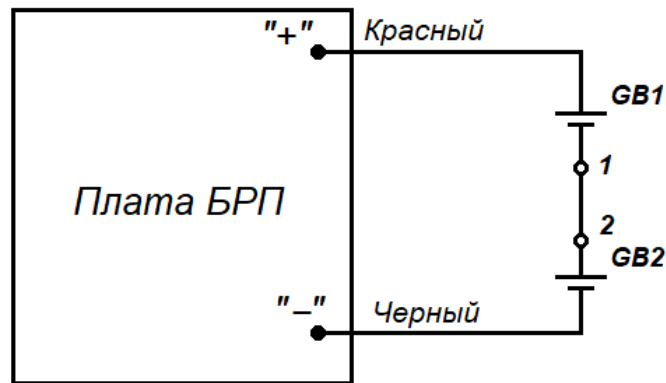 "+"
Красный
GB1
1
Плата БРП
2
GB2
"–"
Черный